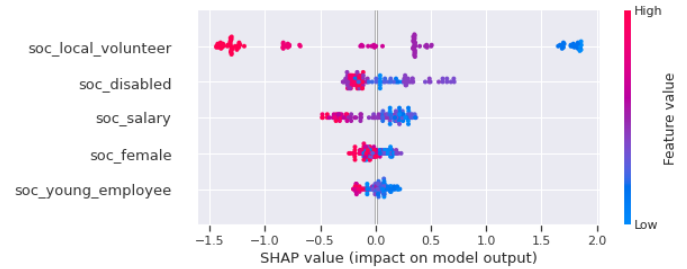 High
soc_local_volunteer
soc_disabled
soc_salary
soc_female
soc_young_employee
Feature value
Low
−1.5 −1.0 −0.5 0.0 0.5 1.0 1.5 2.0
SHAP value (impact on model output)